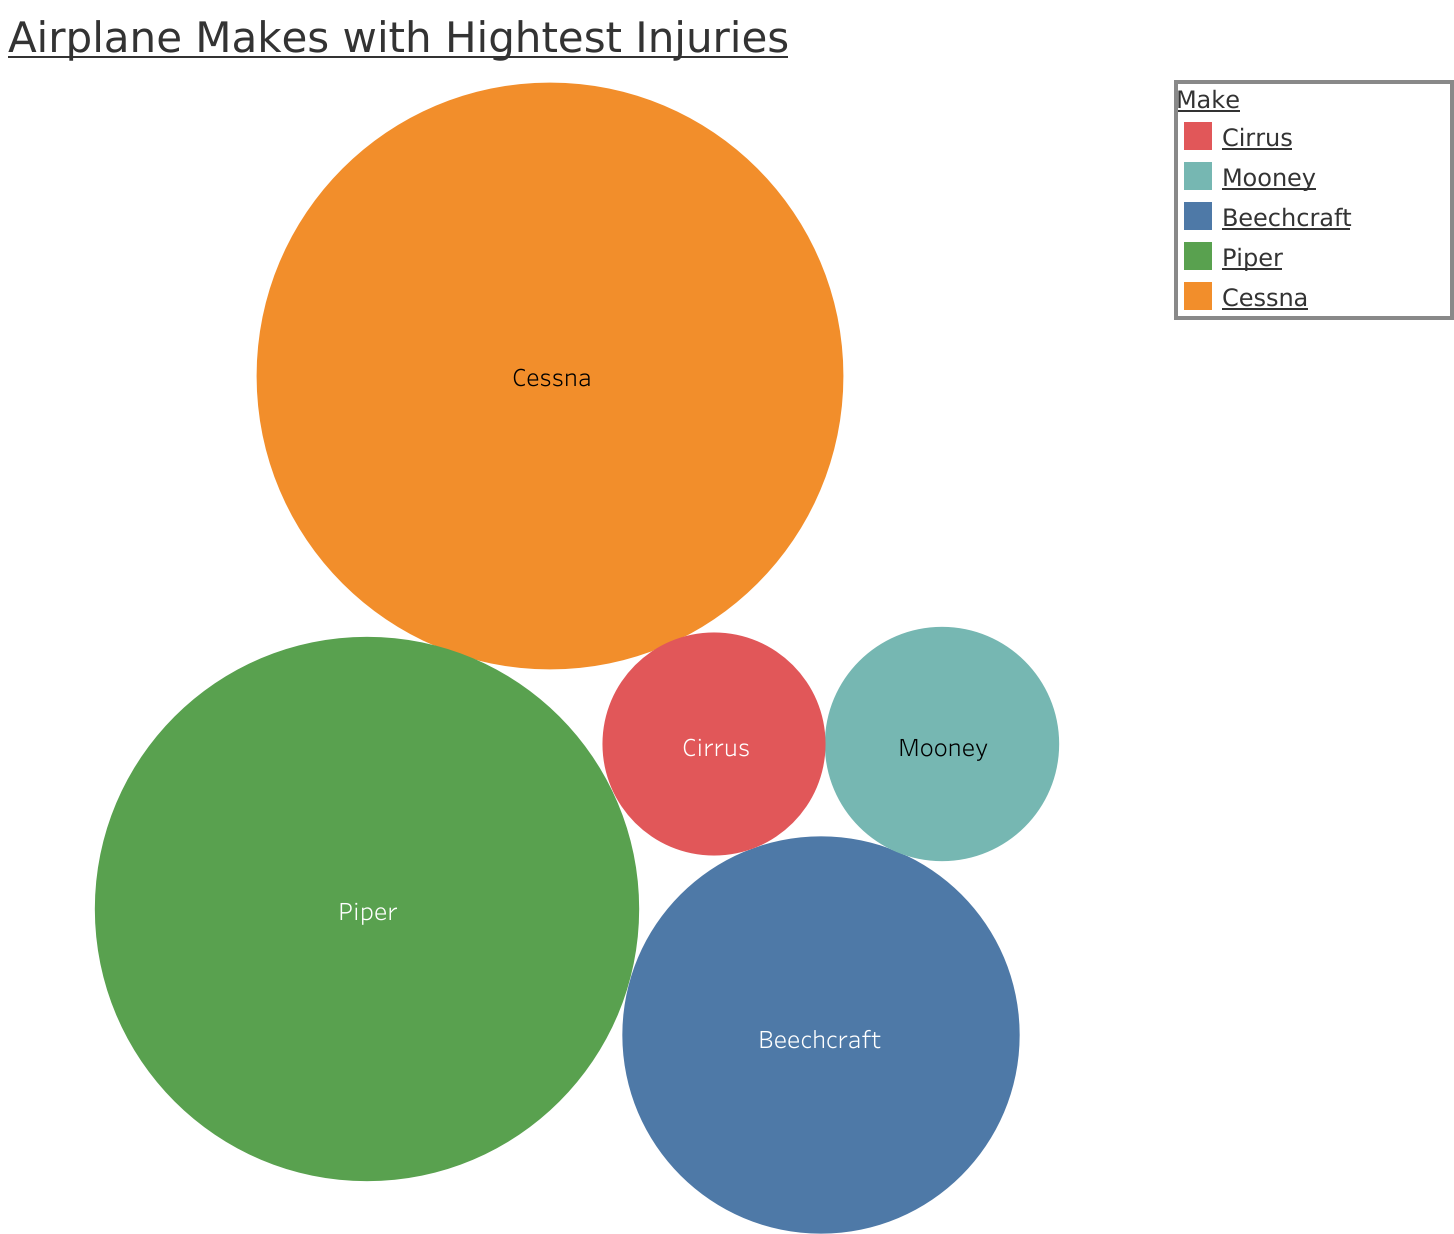 Airplane Makes with Hightest Injuries
Make
Cirrus
Mooney
Beechcraft
Piper
Cessna
Cessna
Cirrus
Mooney
Piper
Beechcraft